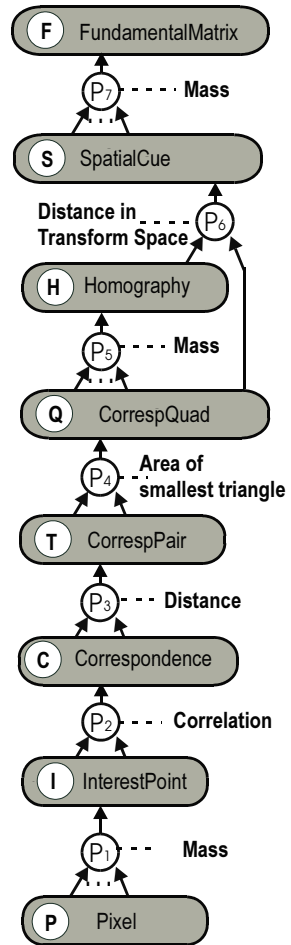 F FundamentalMatrix
P7 Mass
S SpatialCue
Distance in
Transform Space P6
H Homography
P5 Mass
Q CorrespQuad
Area of
P4 smallest triangle
T CorrespPair
P3 Distance
C Correspondence
P2 Correlation
I InterestPoint
P1 Mass
P Pixel